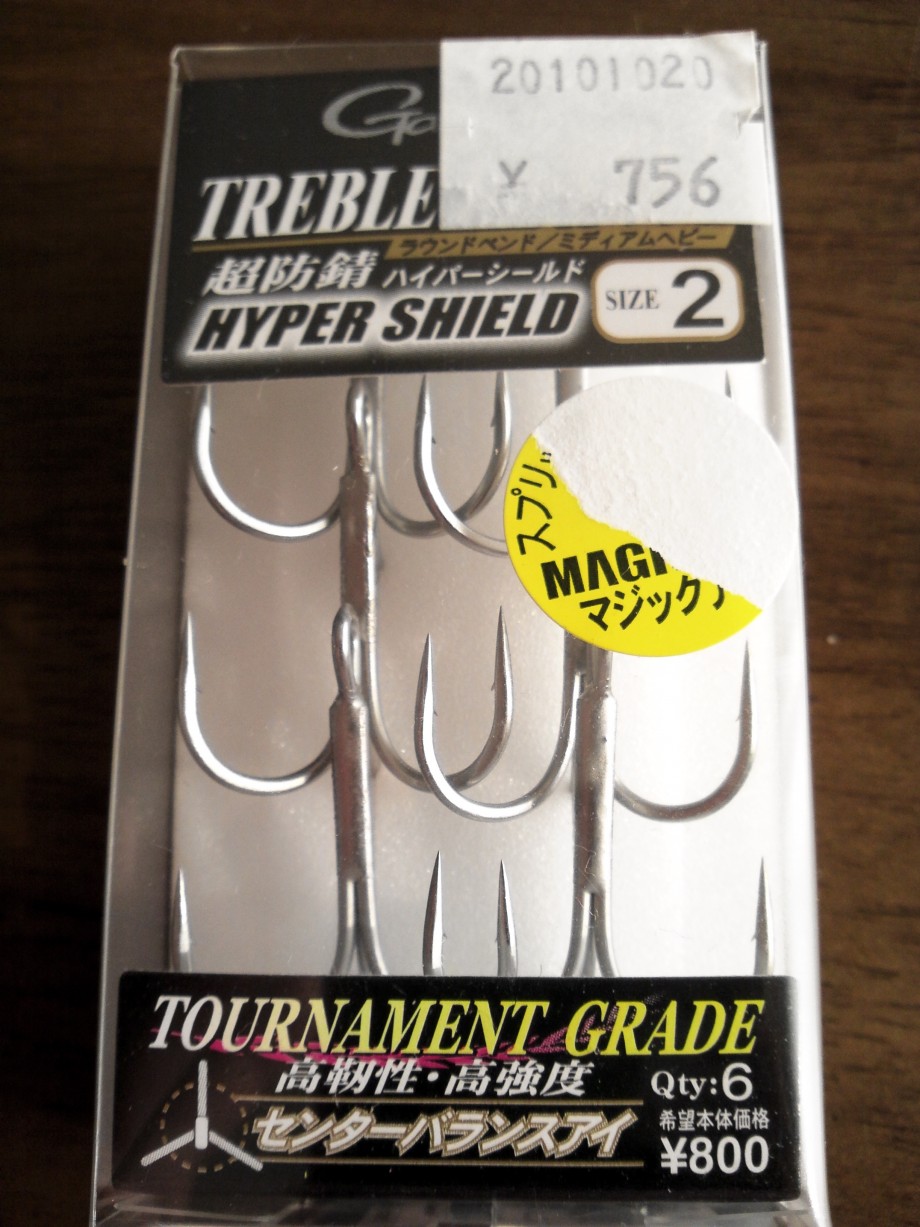 20101020
¥ 756
TREBLE
ラウンドベンド/ミディアムヘビー
超防錆 ハイパーシールド
HYPER SHIELD
SIZE 2
スプリッ
MAGI
マジック
TOURNAMENT GRADE
高靭性・高強度
センターバランスアイ
Qty:6
希望本体価格
¥800